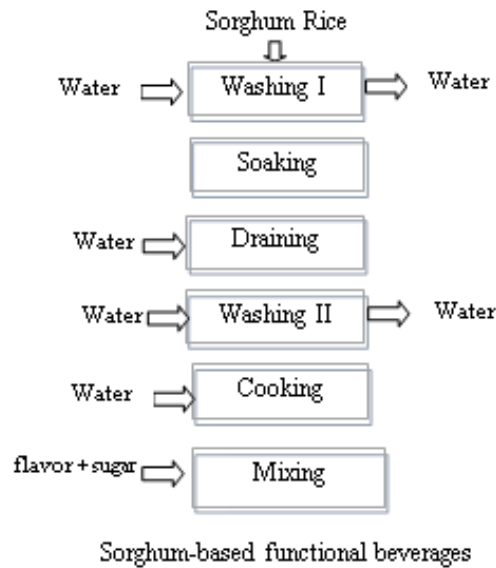 Sorghum Rice
Water Washing I Water
Soaking
Water Draining
Water Washing II Water
Water Cooking
flavor+sugar Mixing
Sorghum-based functional beverages